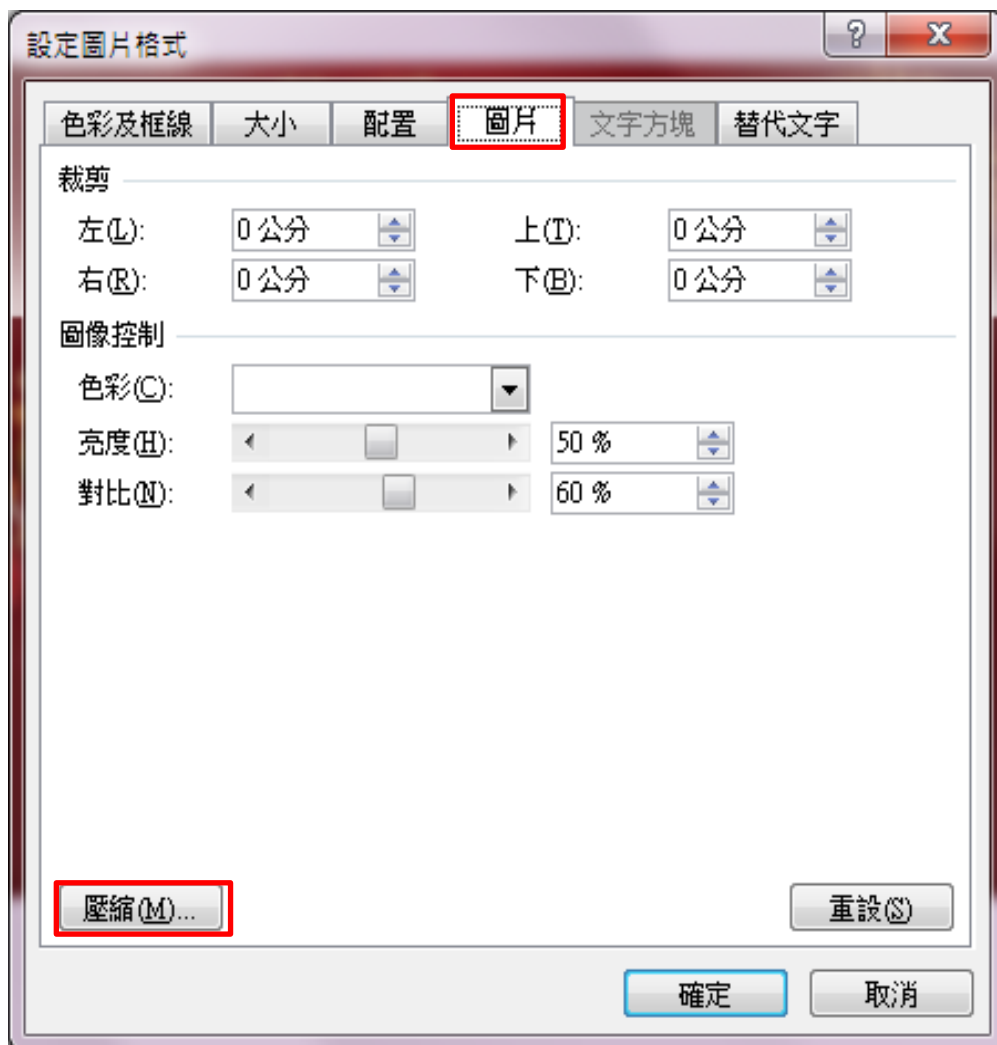 設定圖片格式
色彩及框線 大小 配置 圖片 文字方塊 替代文字
裁剪
左(L): 0 公分 上(T): 0 公分
右(R): 0 公分 下(B): 0 公分
圖像控制
色彩(C):
亮度(H): 50 %
對比(N): 60 %
壓縮(M)... 重設(S)
確定 取消